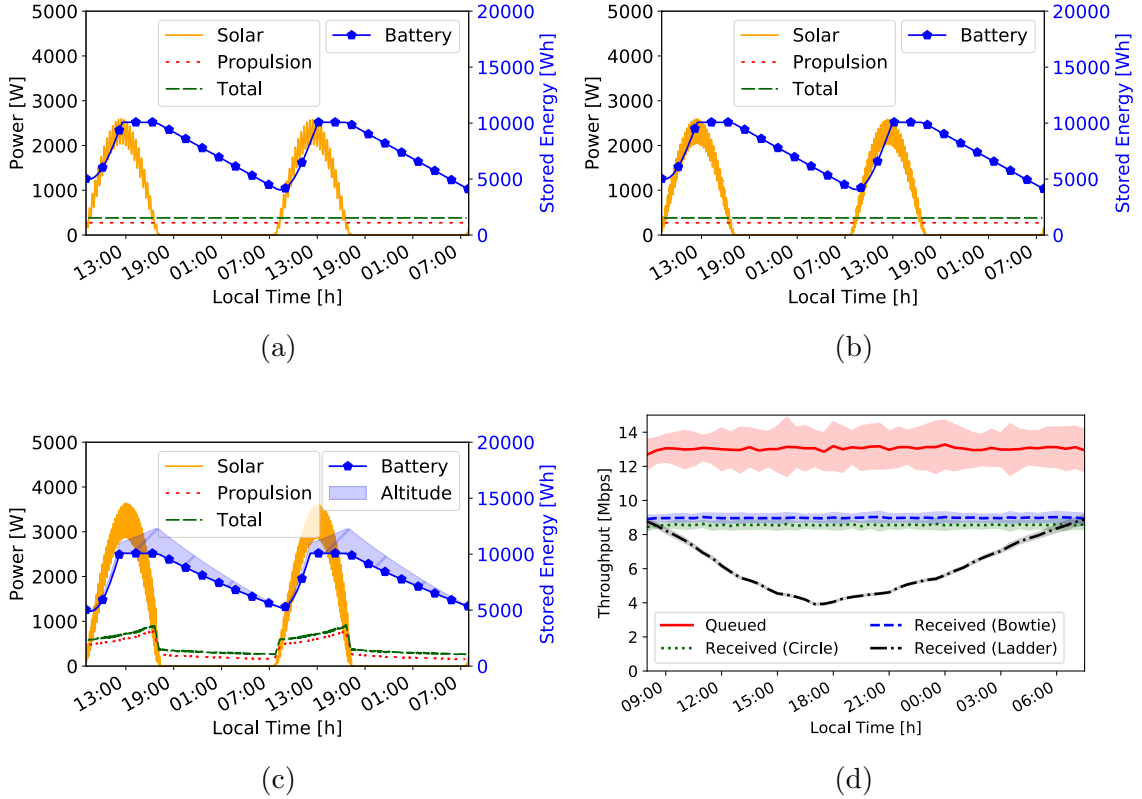 5000
4000
3000
2000
1000
0
Power [W]
Solar
Propulsion
Total
Battery
20000
15000
10000
5000
0
Stored Energy [Wh]
13:00 19:00 01:00 07:00 13:00 19:00 01:00 07:00
Local Time [h]
(a)
5000
4000
3000
2000
1000
0
Power [W]
Solar
Propulsion
Total
Battery
20000
15000
10000
5000
0
Stored Energy [Wh]
13:00 19:00 01:00 07:00 13:00 19:00 01:00 07:00
Local Time [h]
(b)
5000
4000
3000
2000
1000
0
Power [W]
Solar
Propulsion
Total
Battery
Altitude
20000
15000
10000
5000
0
Stored Energy [Wh]
13:00 19:00 01:00 07:00 13:00 19:00 01:00 07:00
Local Time [h]
(c)
14
12
10
8
6
4
2
0
Throughput [Mbps]
Queued
Received (Circle)
Received (Bowtie)
Received (Ladder)
09:00 12:00 15:00 18:00 21:00 00:00 03:00 06:00
Local Time [h]
(d)